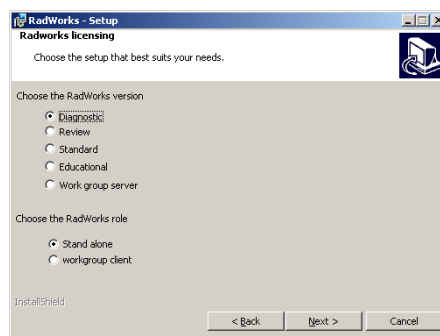 RadWorks - Setup
Radworks licensing
Choose the setup that best suits your needs.
Choose the RadWorks version
Diagnostic
Review
Standard
Educational
Work group server
Choose the RadWorks role
Stand alone
workgroup client
InstallShield
< Back
Next >
Cancel